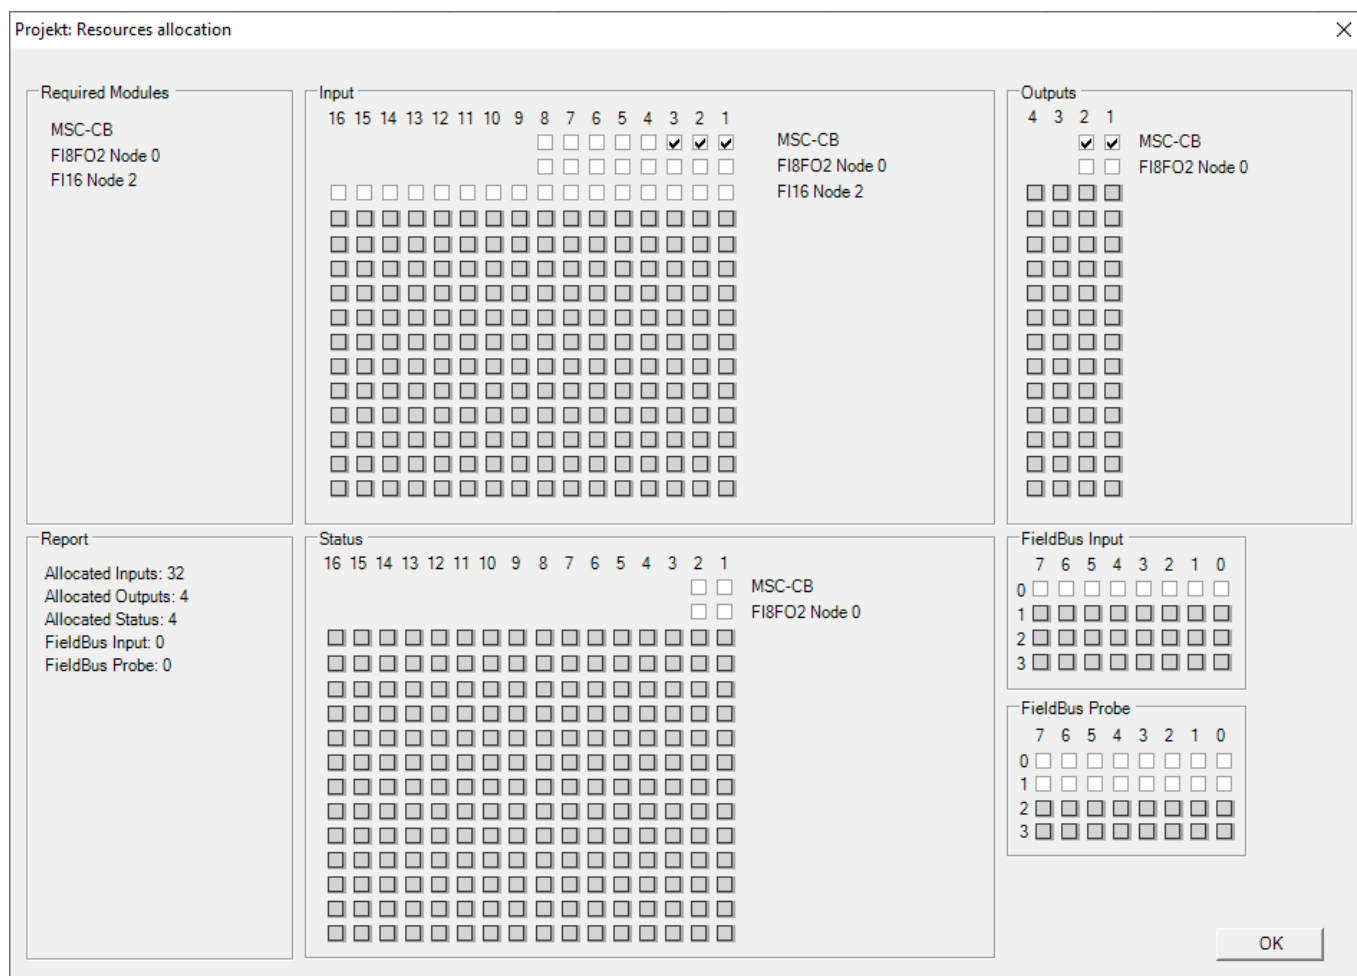 Projekt: Resources allocation
Required Modules
MSC-CB
FI8FO2 Node 0
FI16 Node 2
Input
16 15 14 13 12 11 10 9 8 7 6 5 4 3 2 1
MSC-CB
FI8FO2 Node 0
FI16 Node 2
Outputs
4 3 2 1
MSC-CB
FI8FO2 Node 0
Report
Allocated Inputs: 32
Allocated Outputs: 4
Allocated Status: 4
FieldBus Input: 0
FieldBus Probe: 0
Status
16 15 14 13 12 11 10 9 8 7 6 5 4 3 2 1
MSC-CB
FI8FO2 Node 0
FieldBus Input
7 6 5 4 3 2 1 0
0
1
2
3
FieldBus Probe
7 6 5 4 3 2 1 0
0
1
2
3
OK